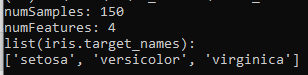 numSamples: 150
numFeatures: 4
list(iris.target_names):
['setosa', 'versicolor', 'virginica']